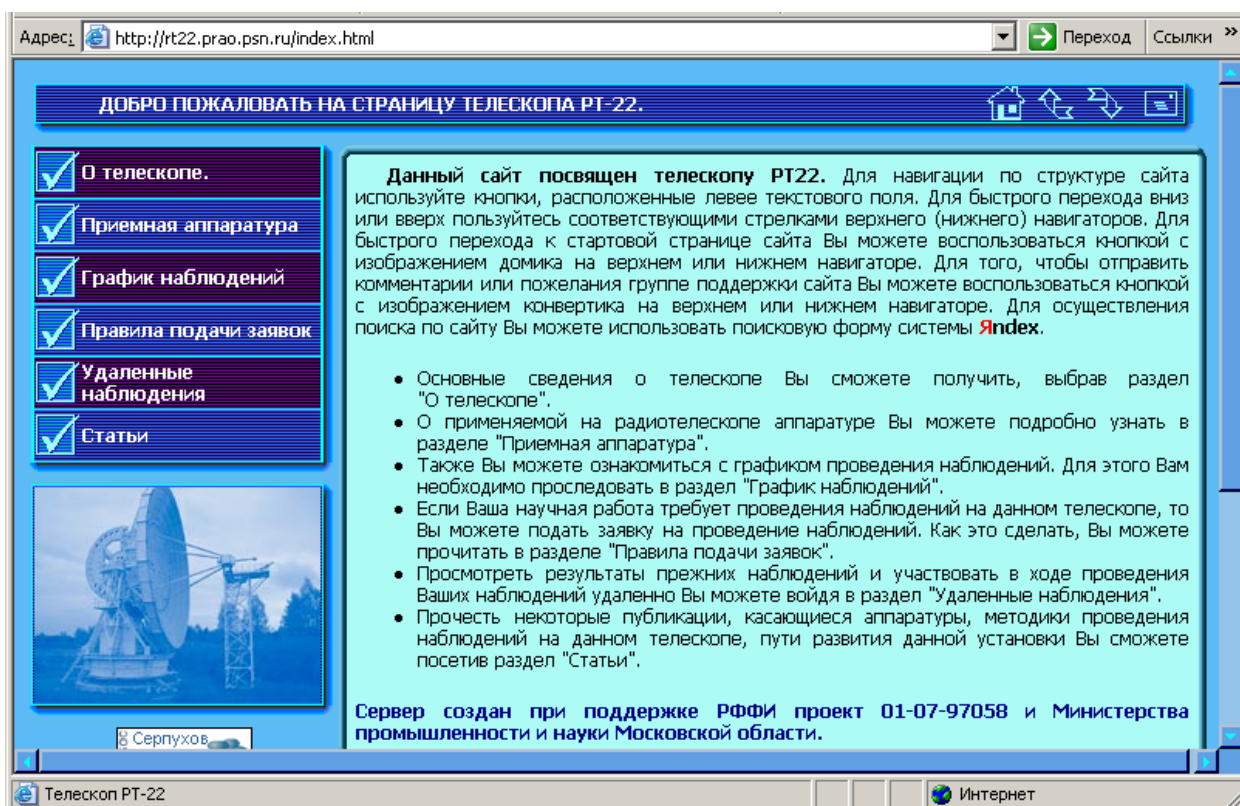 Адрес: http://rt22.prao.psn.ru/index.html Переход Ссылки »
ДОБРО ПОЖАЛОВАТЬ НА СТРАНИЦУ ТЕЛЕСКОПА РТ-22.
О телескопе.
Приемная аппаратура
График наблюдений
Правила подачи заявок
Удаленные
наблюдения
Статьи
Серпухов
Данный сайт посвящен телескопу РТ22. Для навигации по структуре сайта
используйте кнопки, расположенные левее текстового поля. Для быстрого перехода вниз
или вверх пользуйтесь соответствующими стрелками верхнего (нижнего) навигаторов. Для
быстрого перехода к стартовой странице сайта Вы можете воспользоваться кнопкой с
изображением домика на верхнем или нижнем навигаторе. Для того, чтобы отправить
комментарии или пожелания группе поддержки сайта Вы можете воспользоваться кнопкой
с изображением конвертика на верхнем или нижнем навигаторе. Для осуществления
поиска по сайту Вы можете использовать поисковую форму системы Яndex.
• Основные сведения о телескопе Вы сможете получить, выбрав раздел
"О телескопе".
• О применяемой на радиотелескопе аппаратуре Вы можете подробно узнать в
разделе "Приемная аппаратура".
• Также Вы можете ознакомиться с графиком проведения наблюдений. Для этого Вам
необходимо проследовать в раздел "График наблюдений".
• Если Ваша научная работа требует проведения наблюдений на данном телескопе, то
Вы можете подать заявку на проведение наблюдений. Как это сделать, Вы можете
прочитать в разделе "Правила подачи заявок".
• Просмотреть результаты прежних наблюдений и участвовать в ходе проведения
Ваших наблюдений удаленно Вы можете войдя в раздел "Удаленные наблюдения".
• Прочесть некоторые публикации, касающиеся аппаратуры, методики проведения
наблюдений на данном телескопе, пути развития данной установки Вы сможете
посетив раздел "Статьи".
Сервер создан при поддержке РФФИ проект 01-07-97058 и Министерства
промышленности и науки Московской области.
Телескоп РТ-22 Интернет